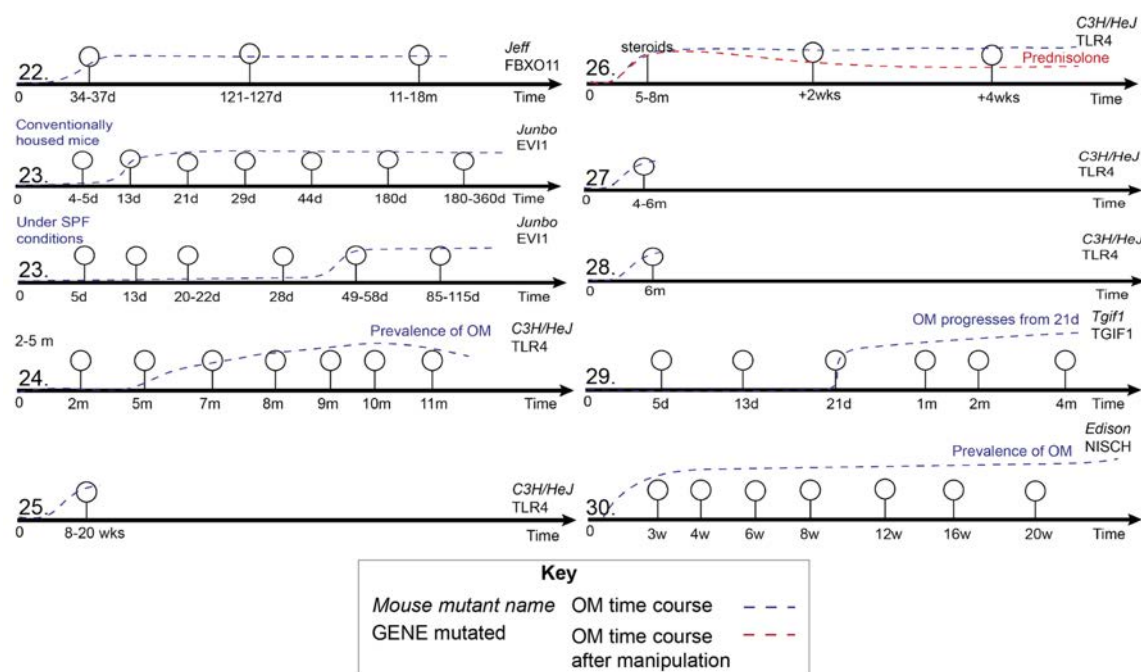 Jeff
FBXO11
22.
0 34-37d 121-127d 11-18m Time
Conventionally
housed mice
Junbo
EVI1
23.
0 4-5d 13d 21d 29d 44d 180d 180-360d Time
Under SPF
conditions
Junbo
EVI1
23.
0 5d 13d 20-22d 28d 49-58d 85-115d Time
2-5 m
Prevalence of OM
C3H/HeJ
TLR4
24.
0 2m 5m 7m 8m 9m 10m 11m Time
C3H/HeJ
TLR4
25.
0 8-20 wks Time
C3H/HeJ
TLR4
steroids
Prednisolone
26.
0 5-8m +2wks +4wks Time
C3H/HeJ
TLR4
27.
0 4-6m Time
C3H/HeJ
TLR4
28.
0 6m Time
OM progresses from 21d
Tgif1
TGIF1
29.
0 5d 13d 21d 1m 2m 4m Time
Edison
NISCH
Prevalence of OM
30.
0 3w 4w 6w 8w 12w 16w 20w Time
Key
Mouse mutant name OM time course
GENE mutated OM time course
after manipulation